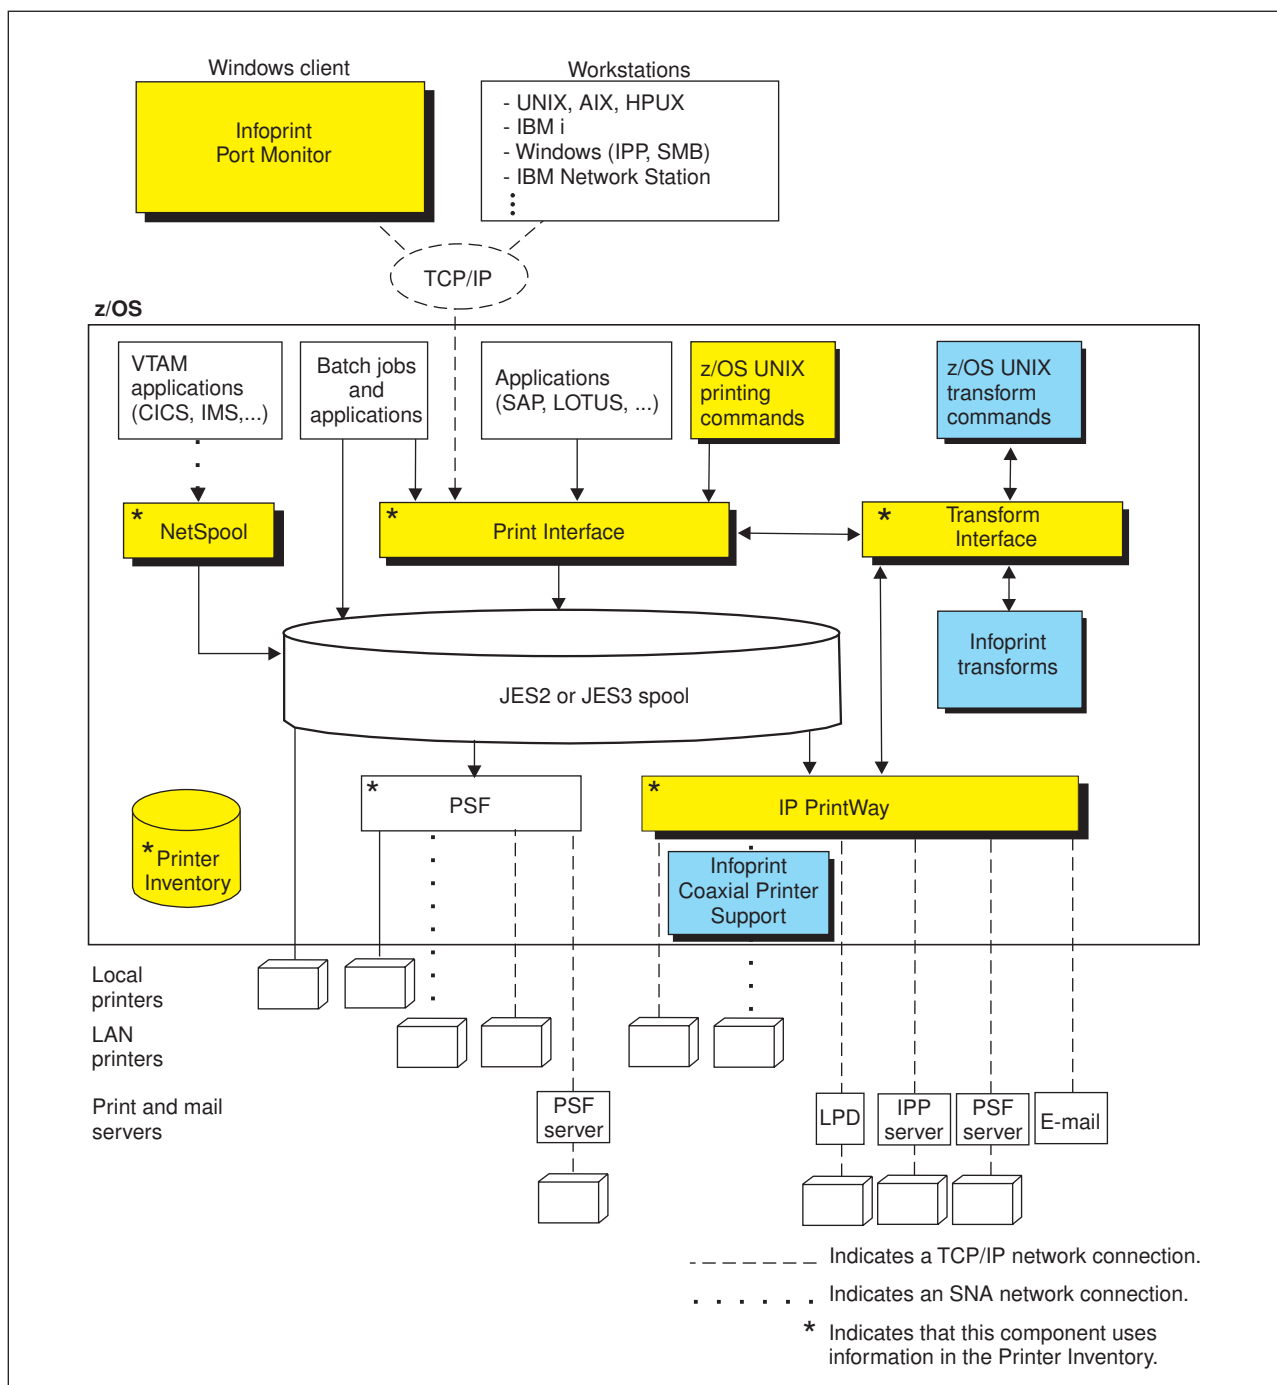 Windows client
Workstations
Infoprint
Port Monitor
- UNIX, AIX, HPUX
- IBM i
- Windows (IPP, SMB)
- IBM Network Station
TCP/IP
z/OS
VTAM
applications
(CICS, IMS,...)
Batch jobs
and
applications
Applications
(SAP, LOTUS, ...)
z/OS UNIX
printing
commands
z/OS UNIX
transform
commands
* NetSpool
* Print Interface
* Transform
Interface
Infoprint
transforms
JES2 or JES3 spool
* PSF
* IP PrintWay
* Printer
Inventory
Infoprint
Coaxial Printer
Support
Local
printers
LAN
printers
Print and mail
servers
PSF
server
LPD
IPP
server
PSF
server
E-mail
Indicates a TCP/IP network connection.
Indicates an SNA network connection.
* Indicates that this component uses
information in the Printer Inventory.